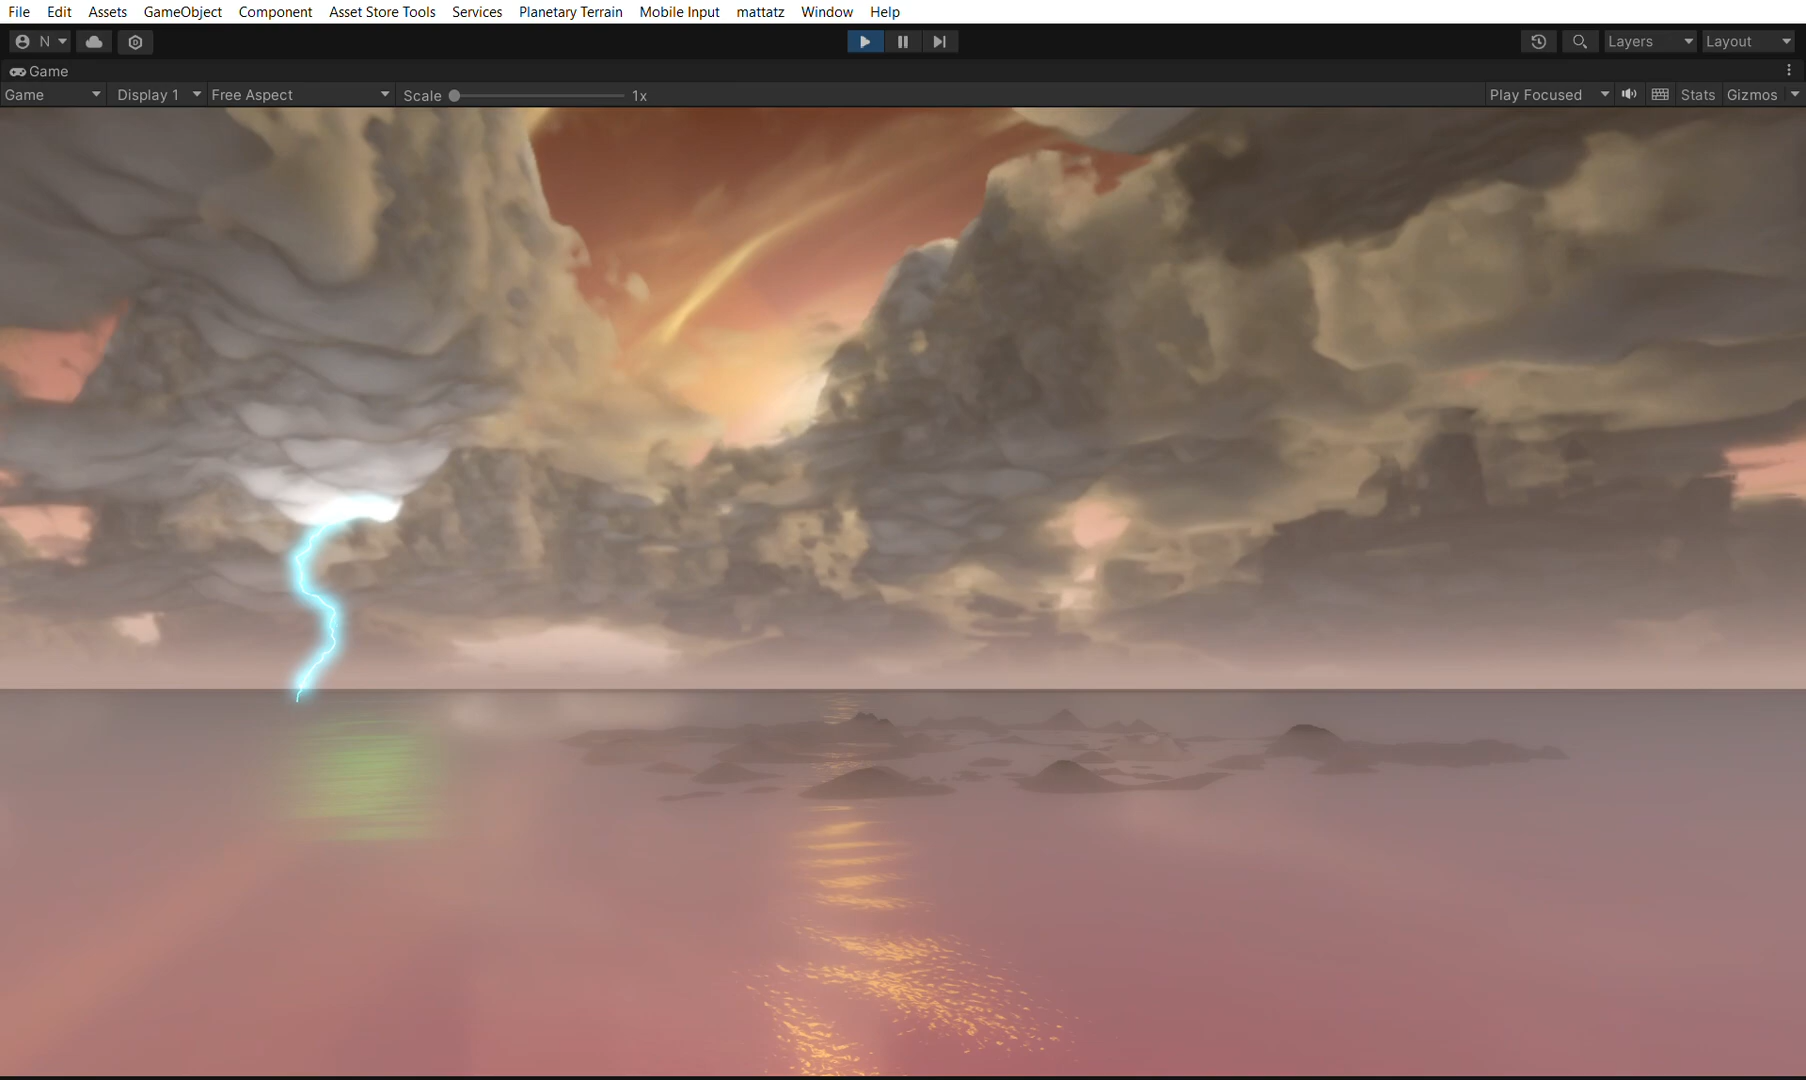 File Edit Assets GameObject Component Asset Store Tools Services Planetary Terrain Mobile Input mattatz Window Help
N Layers Layout
Game
Game Display 1 Free Aspect Scale 1x Play Focused Stats Gizmos